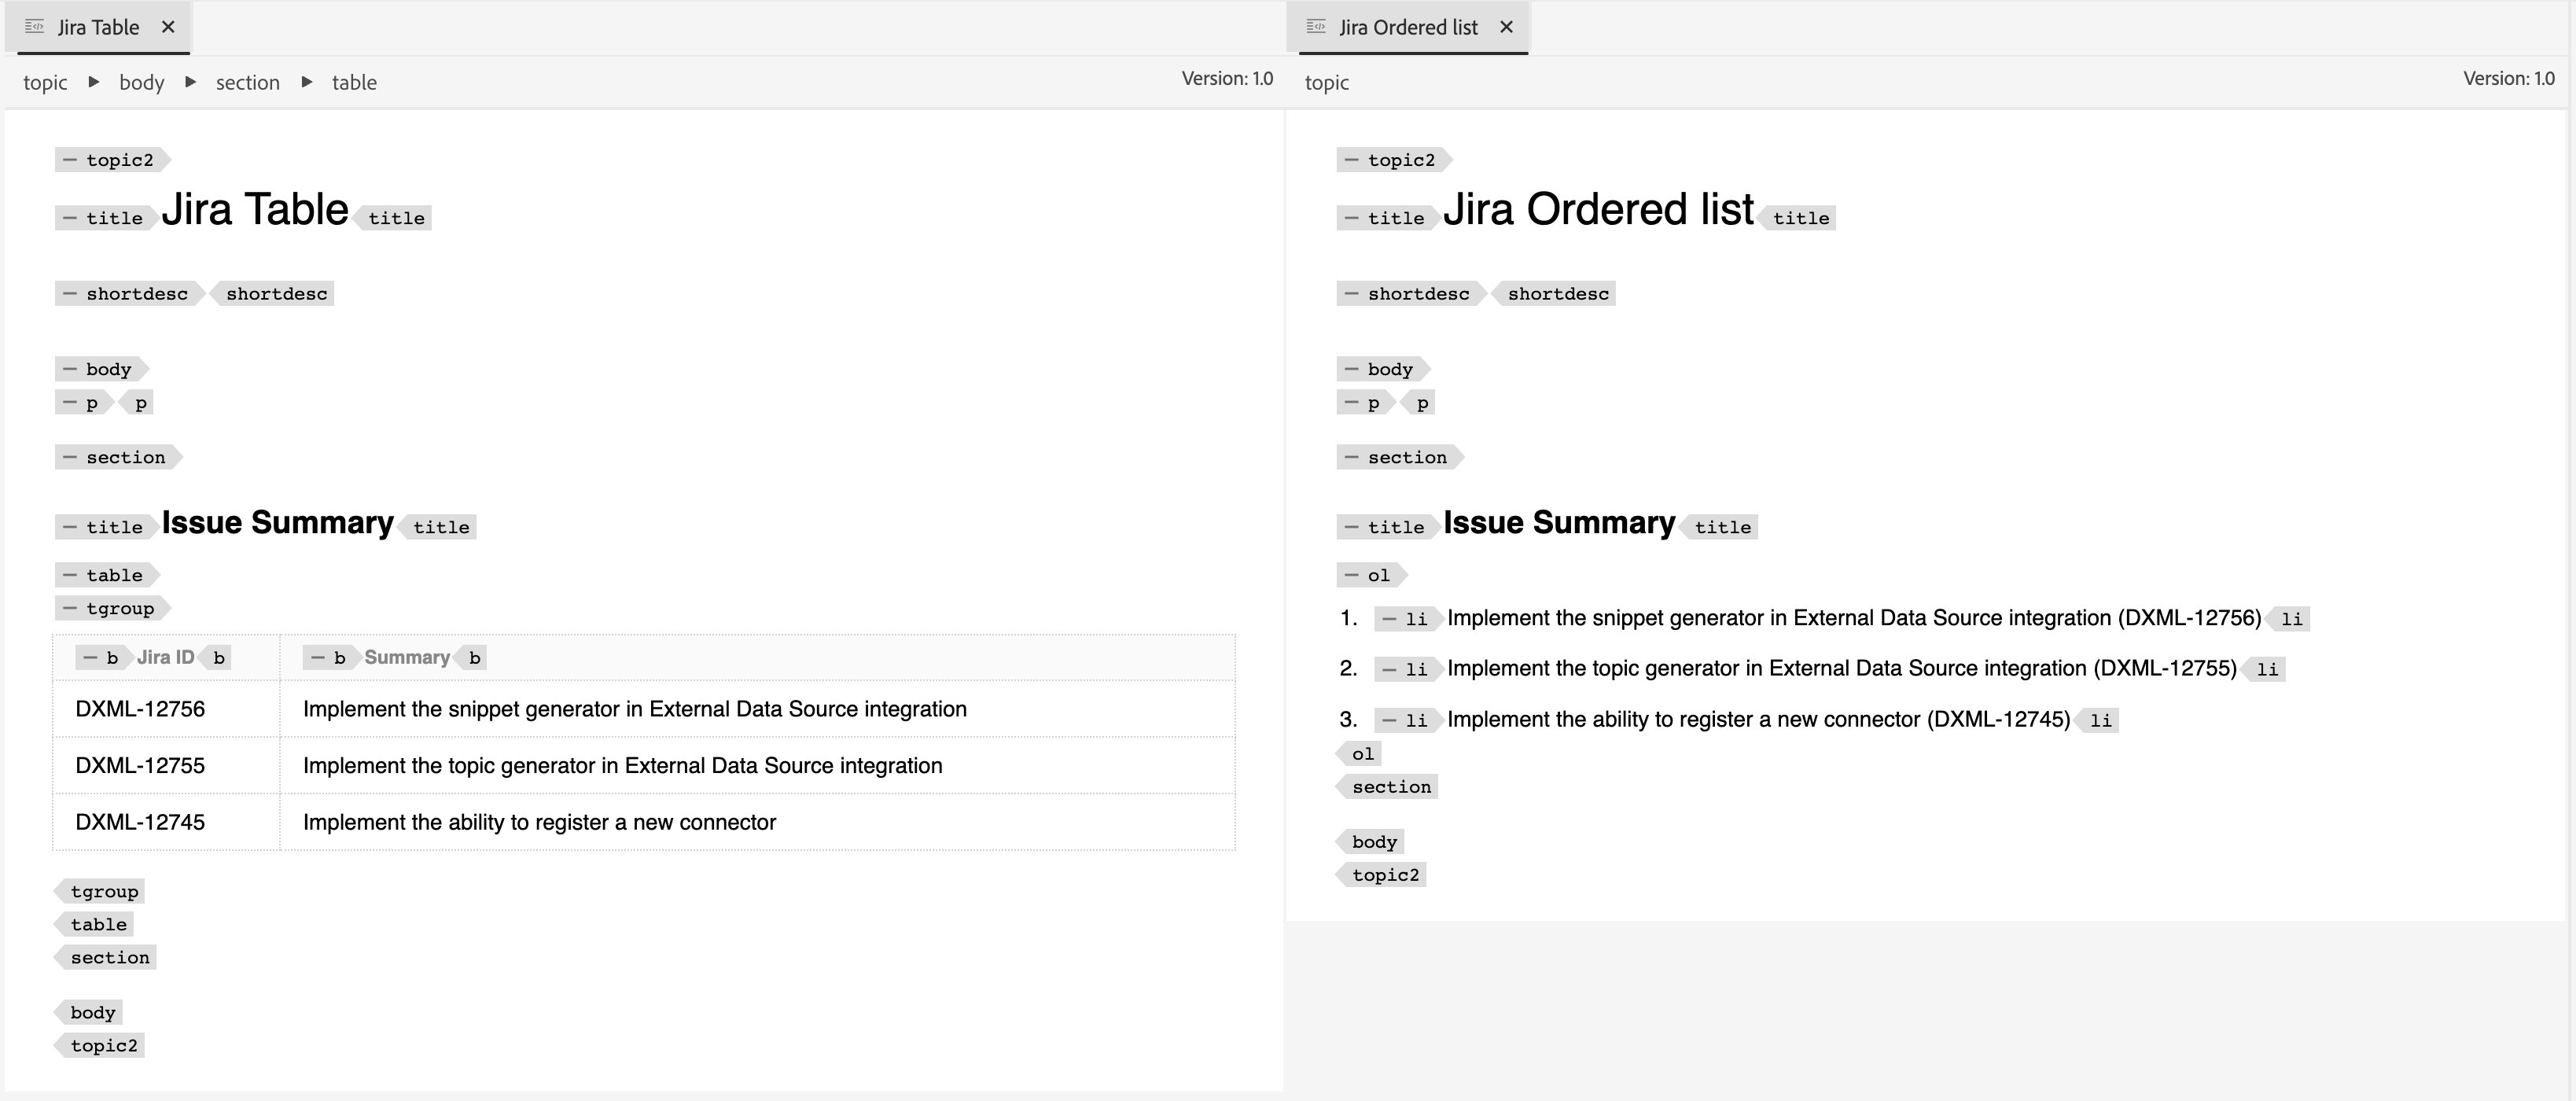 Jira Table
topic body section table Version: 1.0
topic2
title Jira Table title
shortdesc shortdesc
body
p p
section
title Issue Summary title
table
tgroup
b Jira ID b b Summary b
DXML-12756 Implement the snippet generator in External Data Source integration
DXML-12755 Implement the topic generator in External Data Source integration
DXML-12745 Implement the ability to register a new connector
tgroup
table
section
body
topic2
Jira Ordered list
topic Version: 1.0
topic2
title Jira Ordered list title
shortdesc shortdesc
body
p p
section
title Issue Summary title
ol
1. li Implement the snippet generator in External Data Source integration (DXML-12756) li
2. li Implement the topic generator in External Data Source integration (DXML-12755) li
3. li Implement the ability to register a new connector (DXML-12745) li
ol
section
body
topic2